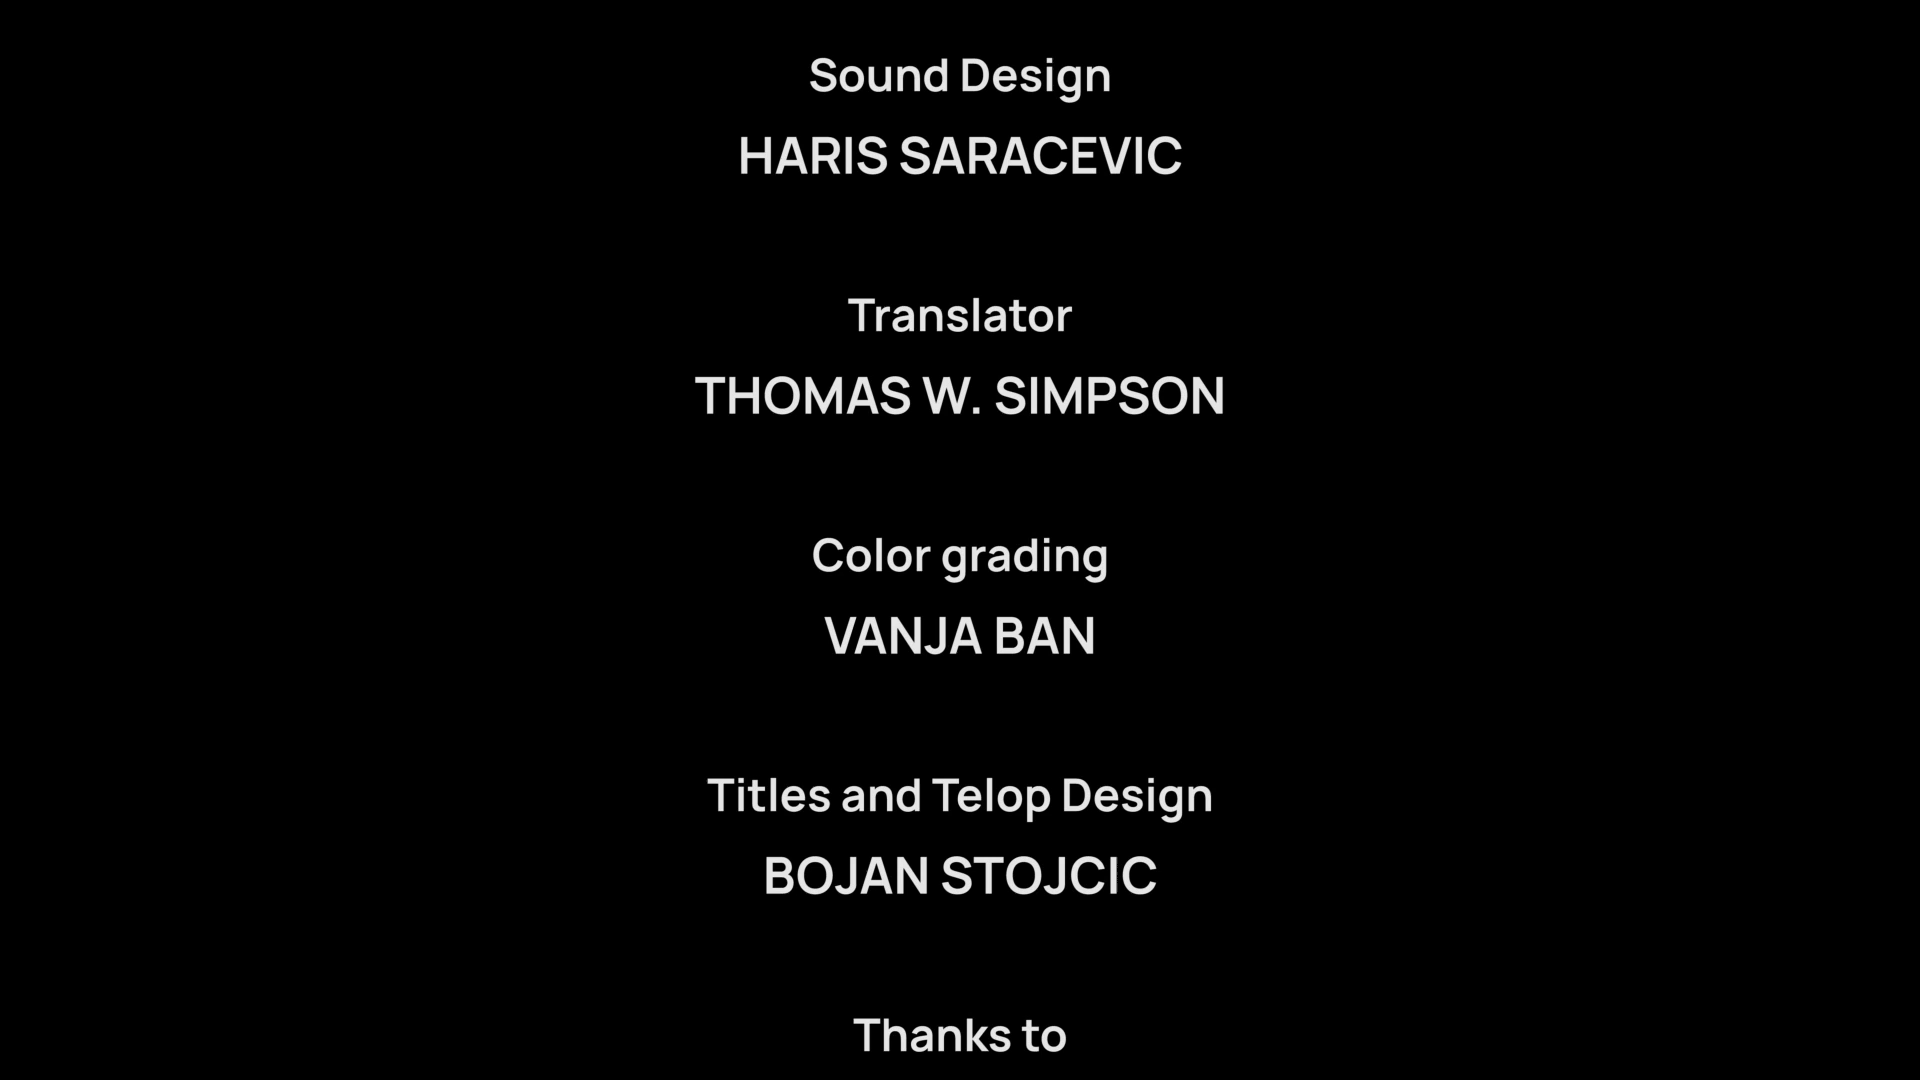 Sound Design
HARIS SARACEVIC
Translator
THOMAS W. SIMPSON
Color grading
VANJA BAN
Titles and Telop Design
BOJAN STOJCIC
Thanks to